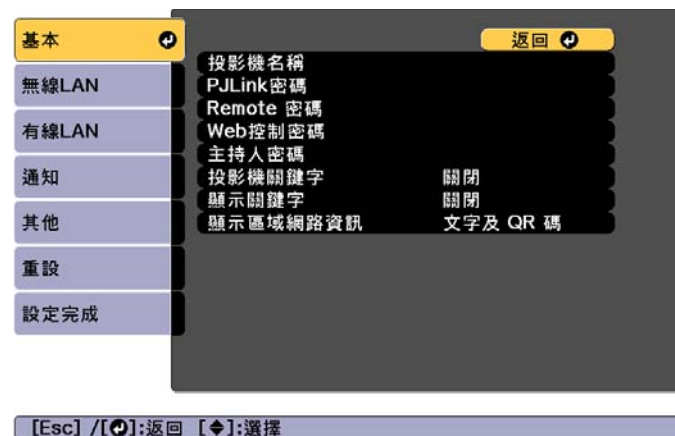 基本
無線LAN
有線LAN
通知
其他
重設
設定完成
返回
投影機名稱
PJLink密碼
Remote 密碼
Web控制密碼
主持人密碼
投影機關鍵字 關閉
顯示關鍵字 關閉
顯示區域網路資訊 文字及 QR 碼
[Esc] /[]:返回 [◆]:選擇